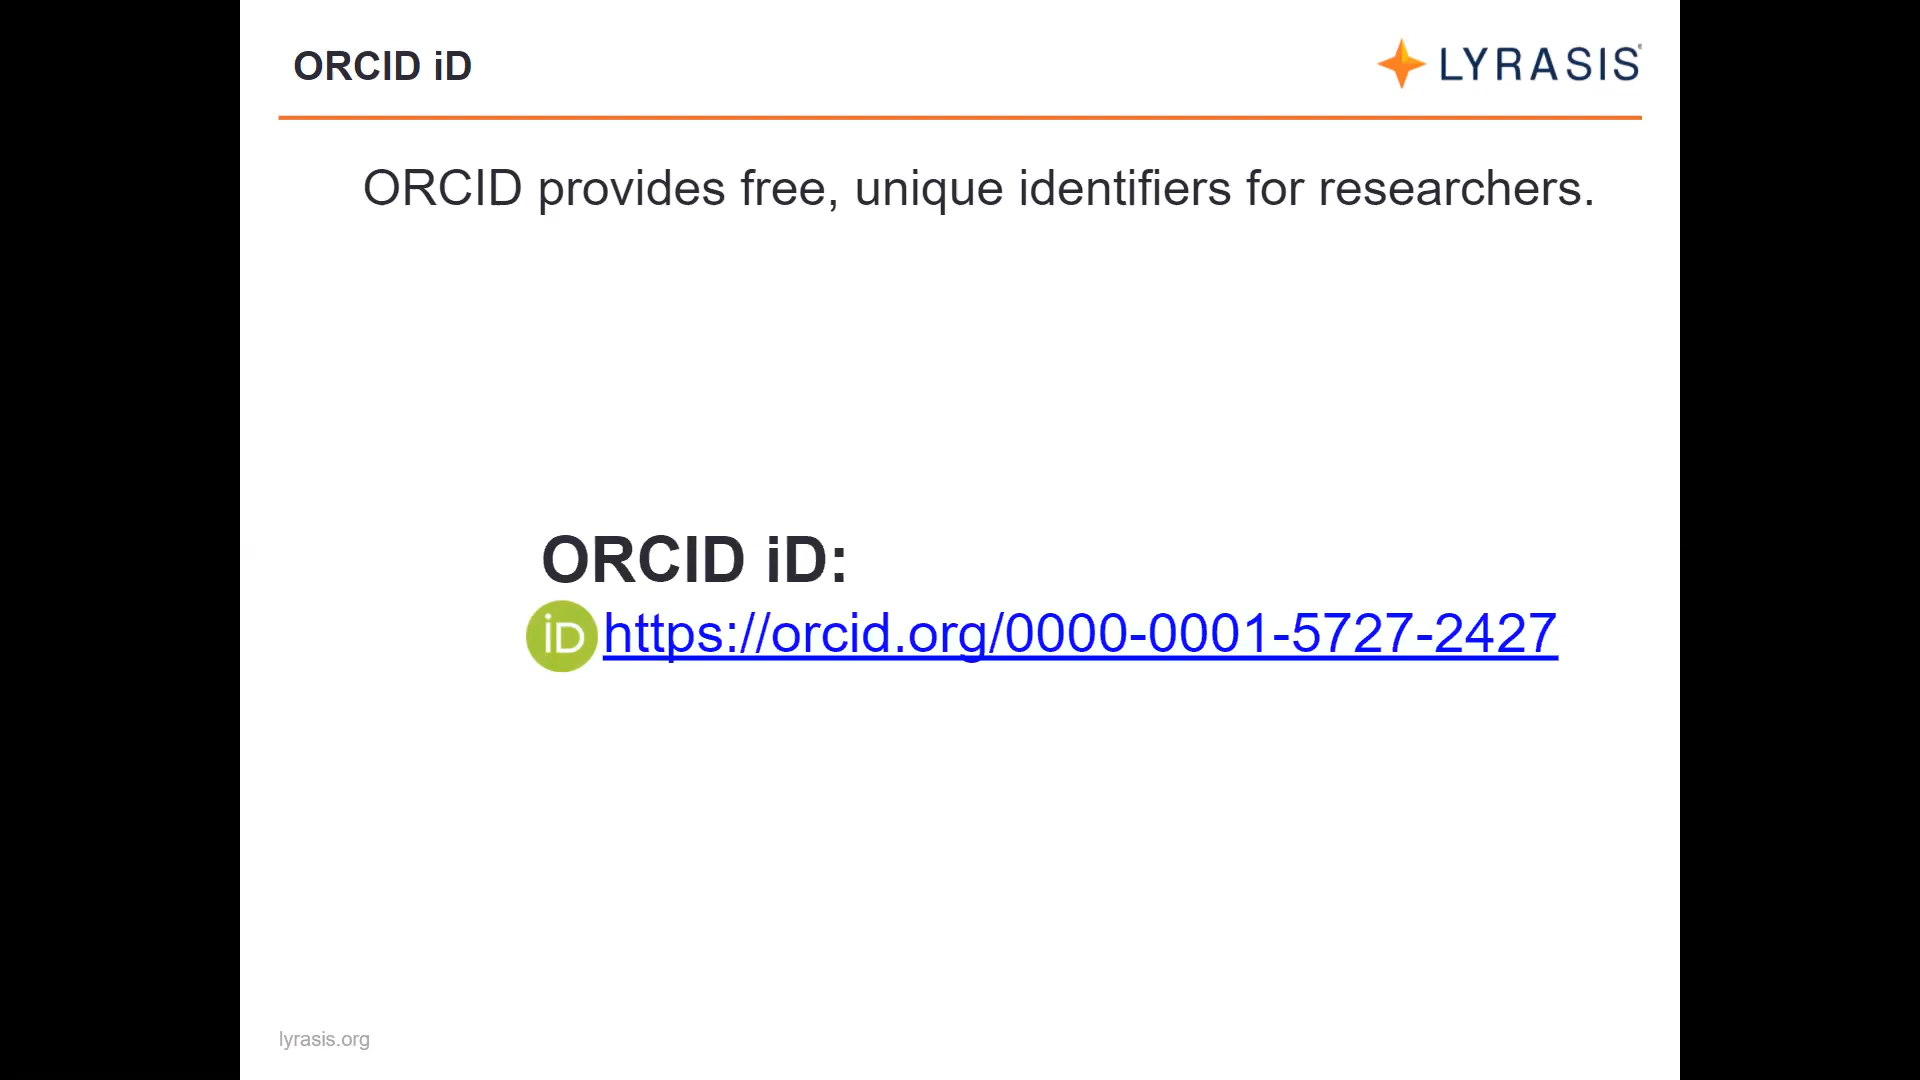 ORCID iD
LYRASIS
ORCID provides free, unique identifiers for researchers.
ORCID iD:
iD https://orcid.org/0000-0001-5727-2427
lyrasis.org